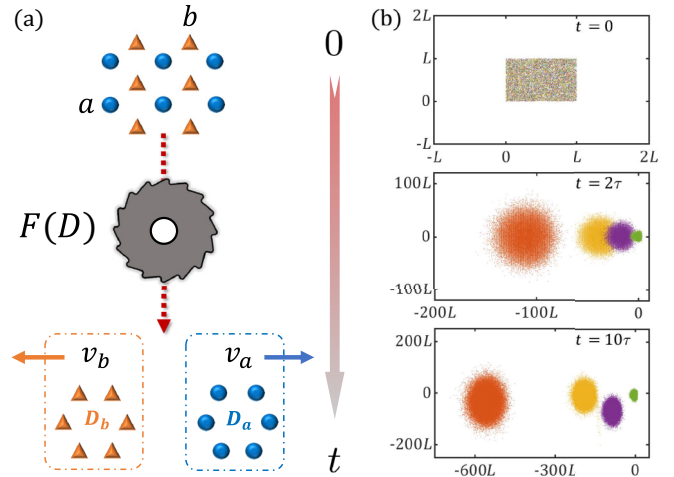 (a)
b
a
0
F(D)
v_b
v_a
D_b
D_a
t
(b)
2L
L
0
-L
-L
0
L
2L
t = 0
100L
0
-100L
-200L
-100L
0
t = 2τ
200L
0
-200L
-600L
-300L
0
t = 10τ